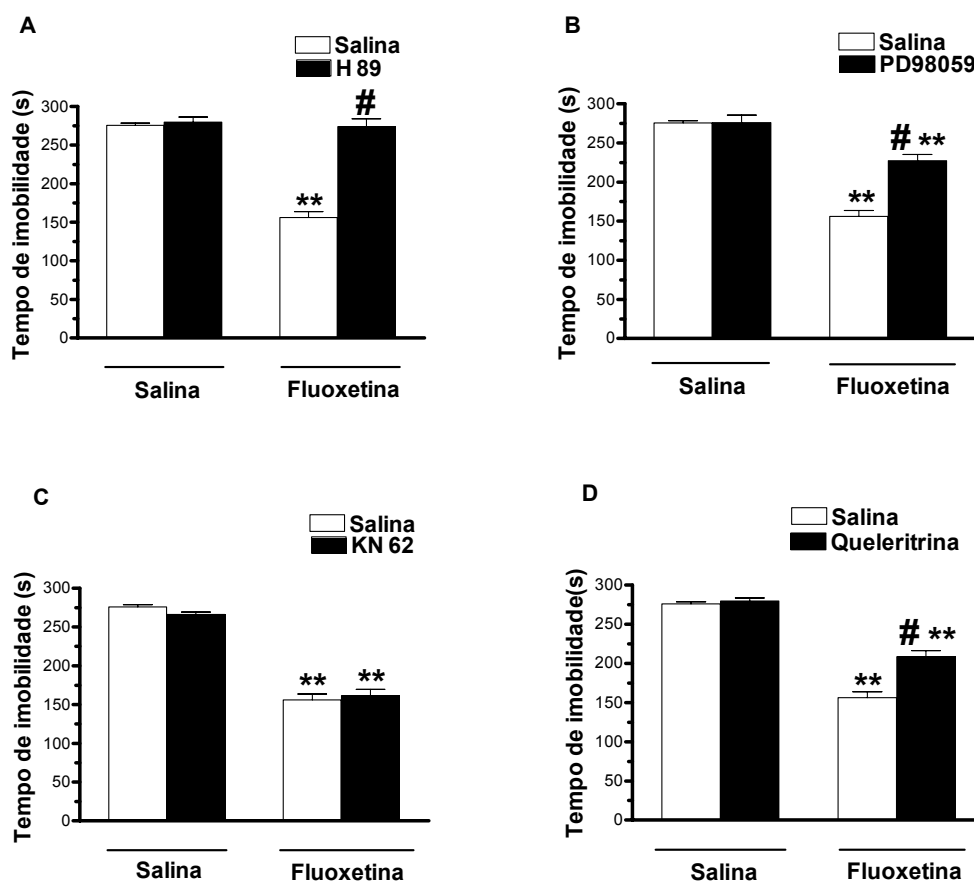 A
Salina
H 89
Tempo de imobilidade (s)
300
250
200
150
100
50
0
**
#
Salina
Fluoxetina
B
Salina
PD98059
Tempo de imobilidade (s)
300
250
200
150
100
50
0
**
# **
Salina
Fluoxetina
C
Salina
KN 62
Tempo de imobilidade (s)
300
250
200
150
100
50
0
**
**
Salina
Fluoxetina
D
Salina
Queleritrina
Tempo de imobilidade(s)
300
250
200
150
100
50
0
**
# **
Salina
Fluoxetina